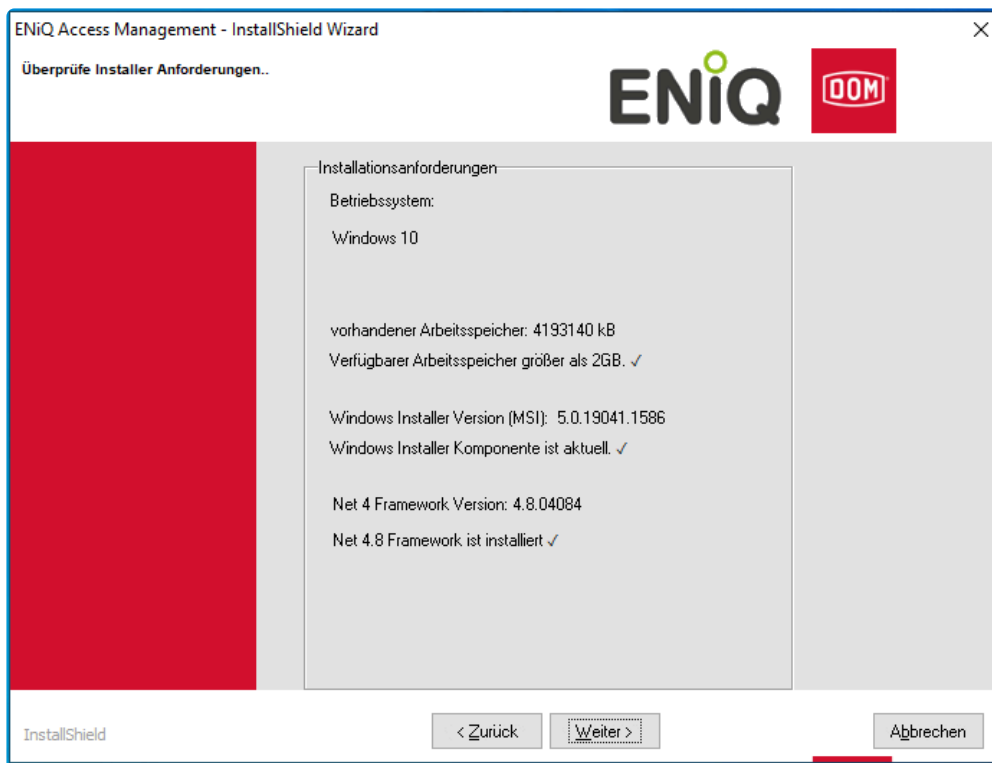 ENiQ Access Management - InstallShield Wizard
Überprüfe Installer Anforderungen..
ENiQ
DOM
Installationsanforderungen
Betriebssystem:
Windows 10
vorhandener Arbeitsspeicher: 4193140 kB
Verfügbarer Arbeitsspeicher größer als 2GB. ✓
Windows Installer Version (MSI): 5.0.19041.1586
Windows Installer Komponente ist aktuell. ✓
Net 4 Framework Version: 4.8.04084
Net 4.8 Framework ist installiert ✓
InstallShield
< Zurück
Weiter >
Abbrechen